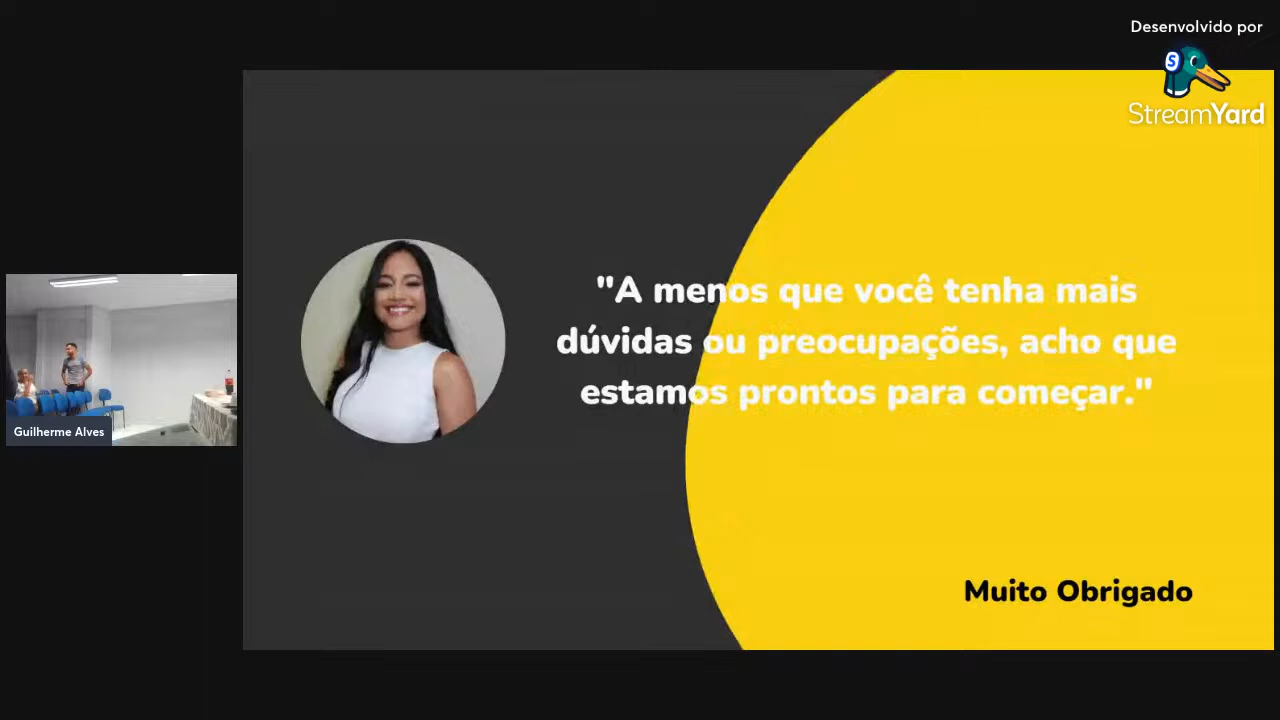 Desenvolvido por
S
StreamYard
"A menos que você tenha mais
dúvidas ou preocupações, acho que
estamos prontos para começar."
Guilherme Alves
Muito Obrigado